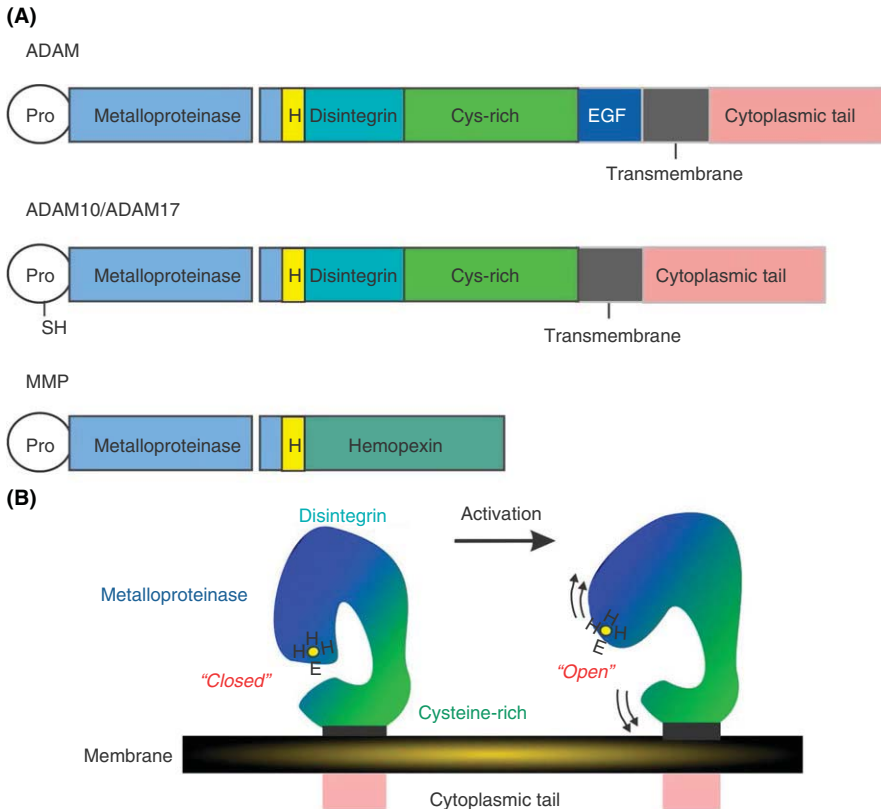 (A)
ADAM
Pro Metalloproteinase H Disintegrin Cys-rich EGF Cytoplasmic tail
Transmembrane
ADAM10/ADAM17
Pro Metalloproteinase H Disintegrin Cys-rich Cytoplasmic tail
SH
Transmembrane
MMP
Pro Metalloproteinase H Hemopexin
(B)
Disintegrin Activation
Metalloproteinase
H H H E
H H H E
"Closed" "Open"
Cysteine-rich
Membrane
Cytoplasmic tail